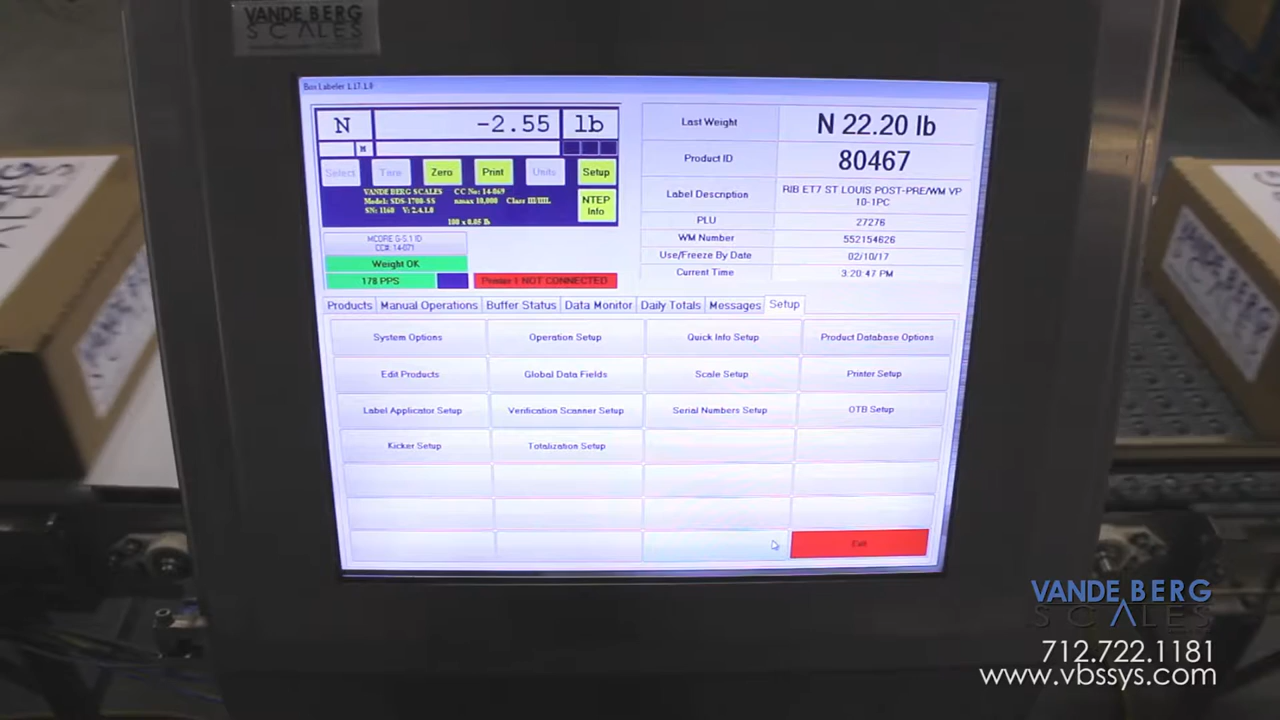 VANDE BERG
SCALES
Box Labeler 1.17.1.0
N -2.55 lb
M
Select Tare Zero Print Units Setup
VANDE BERG SCALES CC No: 14-069
Model: SDS-1708-SS nmax 10,000 Class III/IIIL
SN: 1160 V: 2.4.1.0
100 x 0.05 lb
NTEP
Info
CC#: 14-071
Weight OK
178 PPS
Printer 1 NOT CONNECTED
Last Weight N 22.20 lb
Product ID 80467
Label Description RIB ET7 ST LOUIS POST-PRE/WM VP
10-1PC
PLU 27276
WM Number 552154626
Use/Freeze By Date 02/10/17
Current Time 3:20:47 PM
Products Manual Operations Buffer Status Data Monitor Daily Totals Messages Setup
System Options Operation Setup Quick Info Setup Product Database Options
Edit Products Global Data Fields Scale Setup Printer Setup
Label Applicator Setup Verification Scanner Setup Serial Numbers Setup OTB Setup
Kicker Setup Totalization Setup
Exit
VANDE BERG
SCALES
712.722.1181
www.vbssys.com